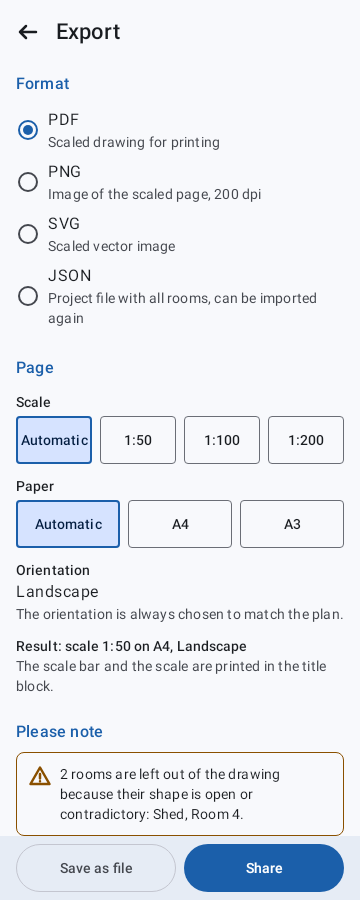 Export
Format
PDF
Scaled drawing for printing
PNG
Image of the scaled page, 200 dpi
SVG
Scaled vector image
JSON
Project file with all rooms, can be imported
again
Page
Scale
Automatic 1:50 1:100 1:200
Paper
Automatic A4 A3
Orientation
Landscape
The orientation is always chosen to match the plan.
Result: scale 1:50 on A4, Landscape
The scale bar and the scale are printed in the title
block.
Please note
2 rooms are left out of the drawing
because their shape is open or
contradictory: Shed, Room 4.
Save as file Share